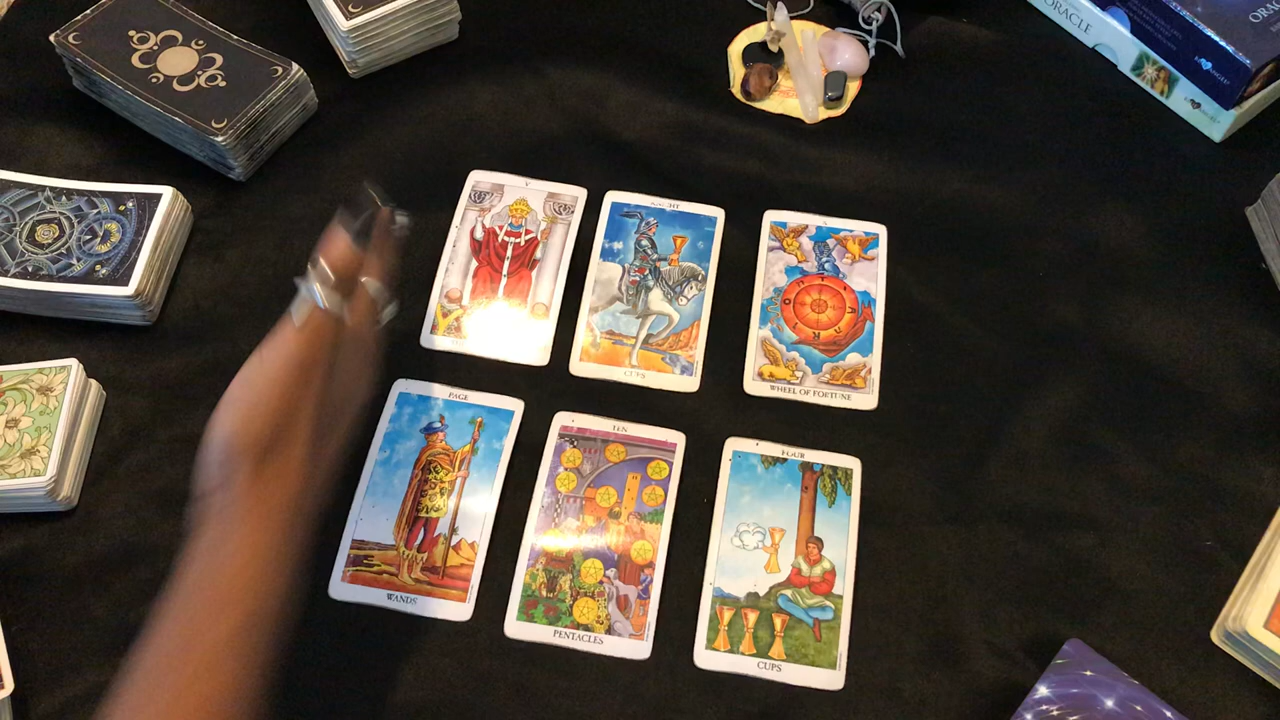 ORACLE
V
KNIGHT
CUPS
X
WHEEL OF FORTUNE
PAGE
WANDS
TEN
PENTACLES
FOUR
CUPS